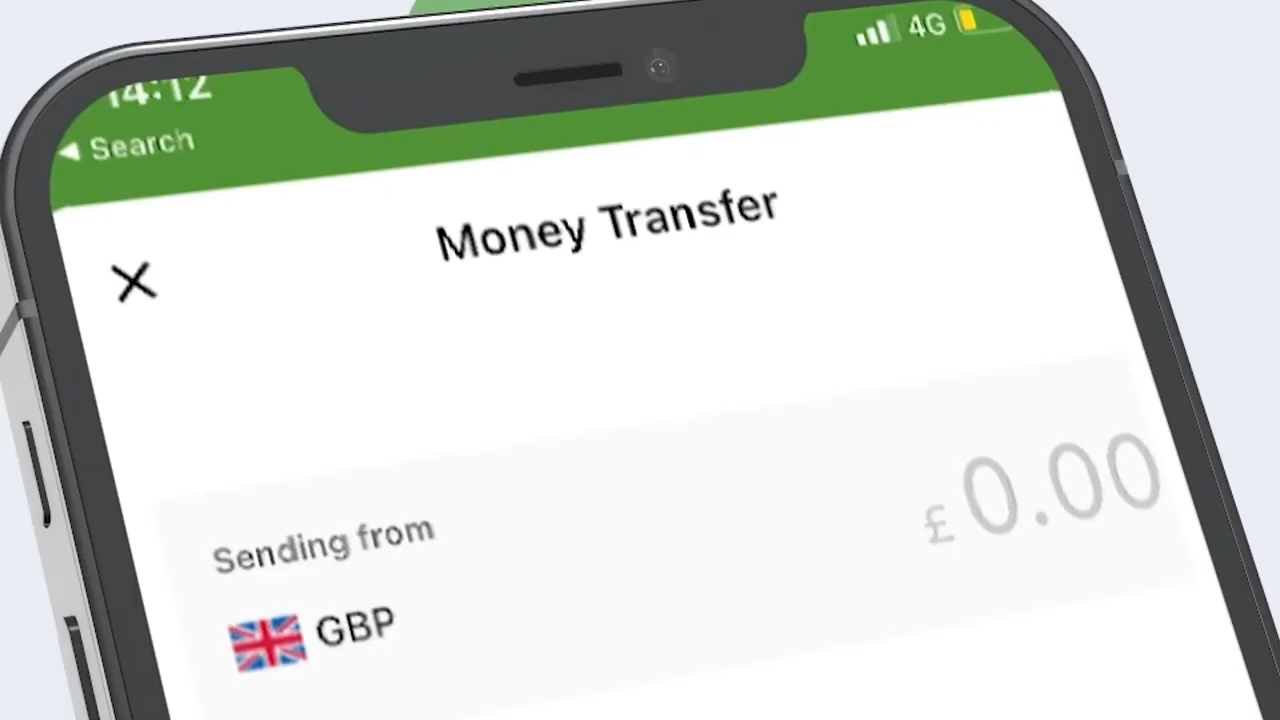 14:12
4G
◀ Search
Money Transfer
Sending from
£ 0.00
GBP